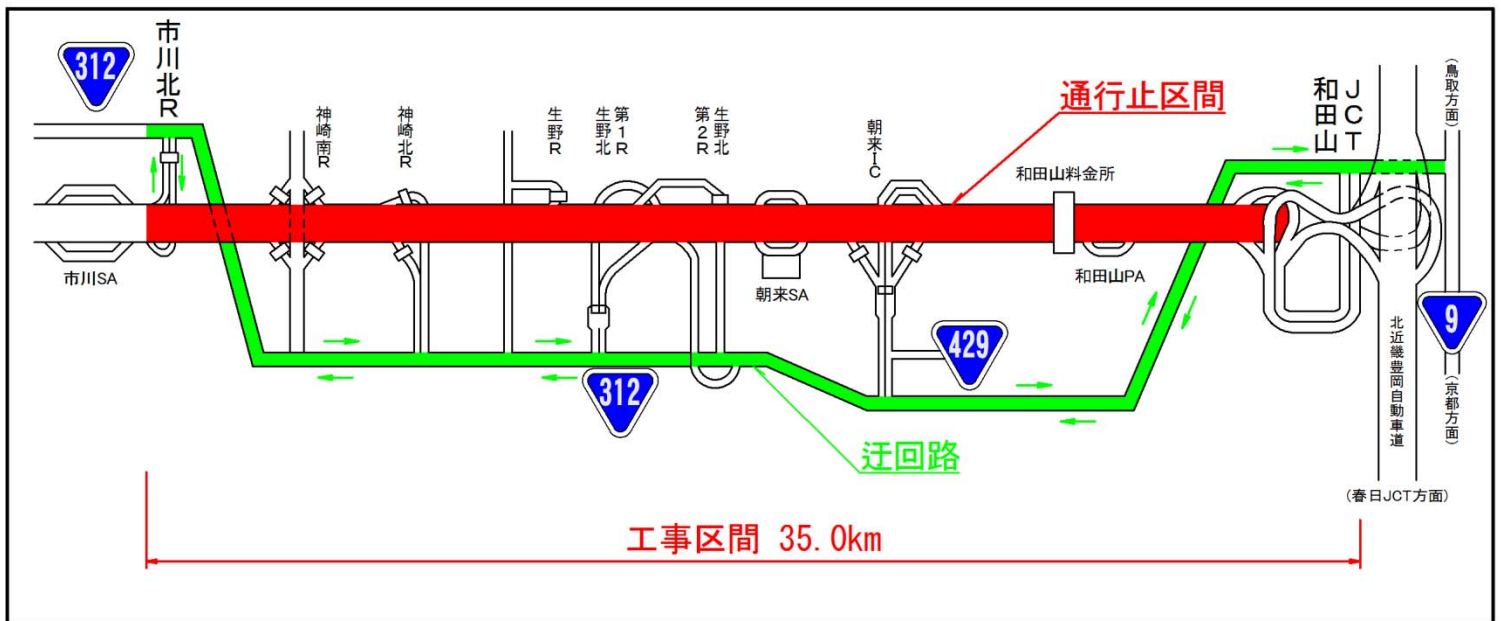 312
市川北R
神崎南R
神崎北R
生野R
生野北第1R
生野北第2R
朝来IC
通行止区間
和田山料金所
和田山JCT
(鳥取方面)
市川SA
朝来SA
和田山PA
312
429
9
北近畿豊岡自動車道
(京都方面)
迂回路
(春日JCT方面)
工事区間 35.0km